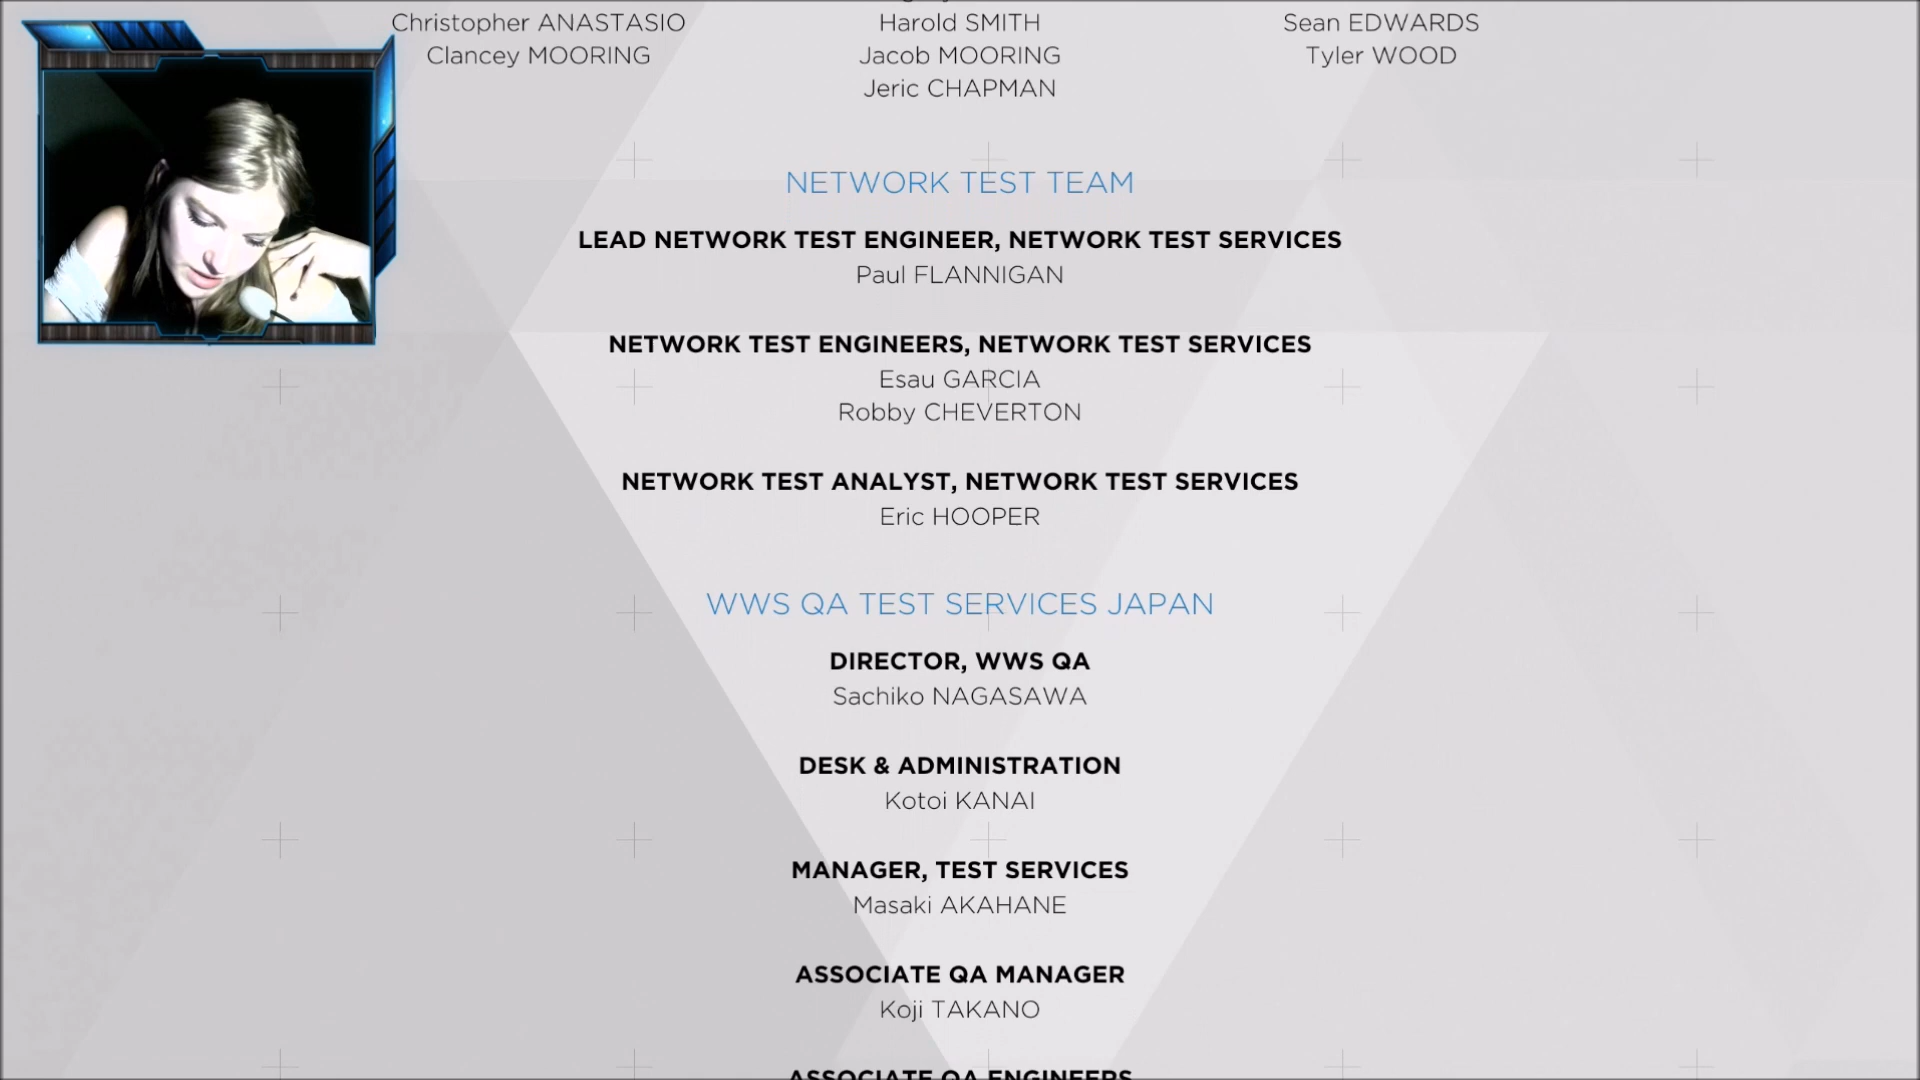 Christopher ANASTASIO
Clancey MOORING
Harold SMITH
Jacob MOORING
Jeric CHAPMAN
Sean EDWARDS
Tyler WOOD
NETWORK TEST TEAM
LEAD NETWORK TEST ENGINEER, NETWORK TEST SERVICES
Paul FLANNIGAN
NETWORK TEST ENGINEERS, NETWORK TEST SERVICES
Esau GARCIA
Robby CHEVERTON
NETWORK TEST ANALYST, NETWORK TEST SERVICES
Eric HOOPER
WWS QA TEST SERVICES JAPAN
DIRECTOR, WWS QA
Sachiko NAGASAWA
DESK & ADMINISTRATION
Kotoi KANAI
MANAGER, TEST SERVICES
Masaki AKAHANE
ASSOCIATE QA MANAGER
Koji TAKANO
ASSOCIATE QA ENGINEERS